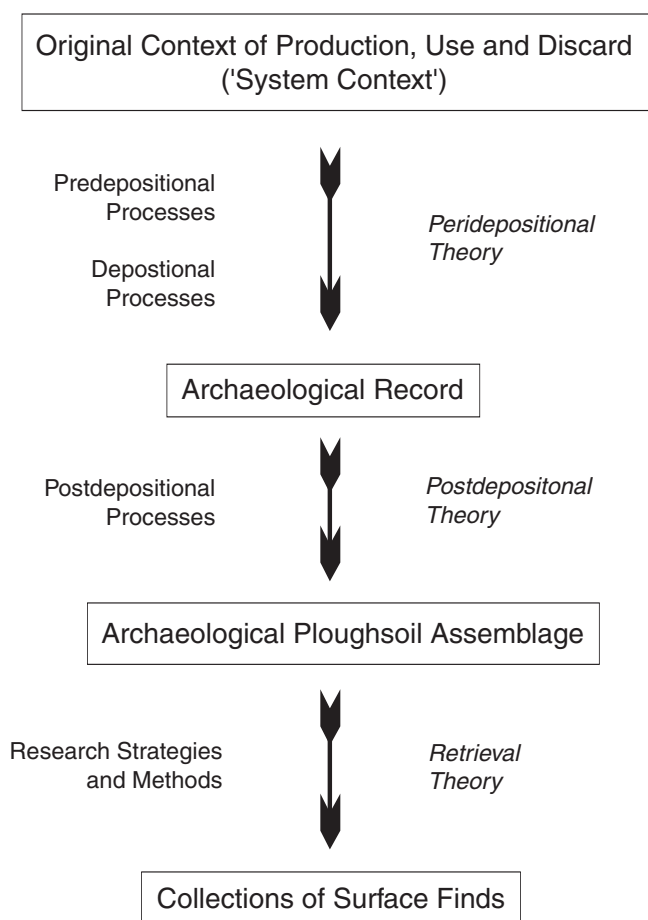 Original Context of Production, Use and Discard
('System Context')
Predepositional
Processes
Peridepositional
Theory
Depostional
Processes
Archaeological Record
Postdepositional
Processes
Postdepositonal
Theory
Archaeological Ploughsoil Assemblage
Research Strategies
and Methods
Retrieval
Theory
Collections of Surface Finds